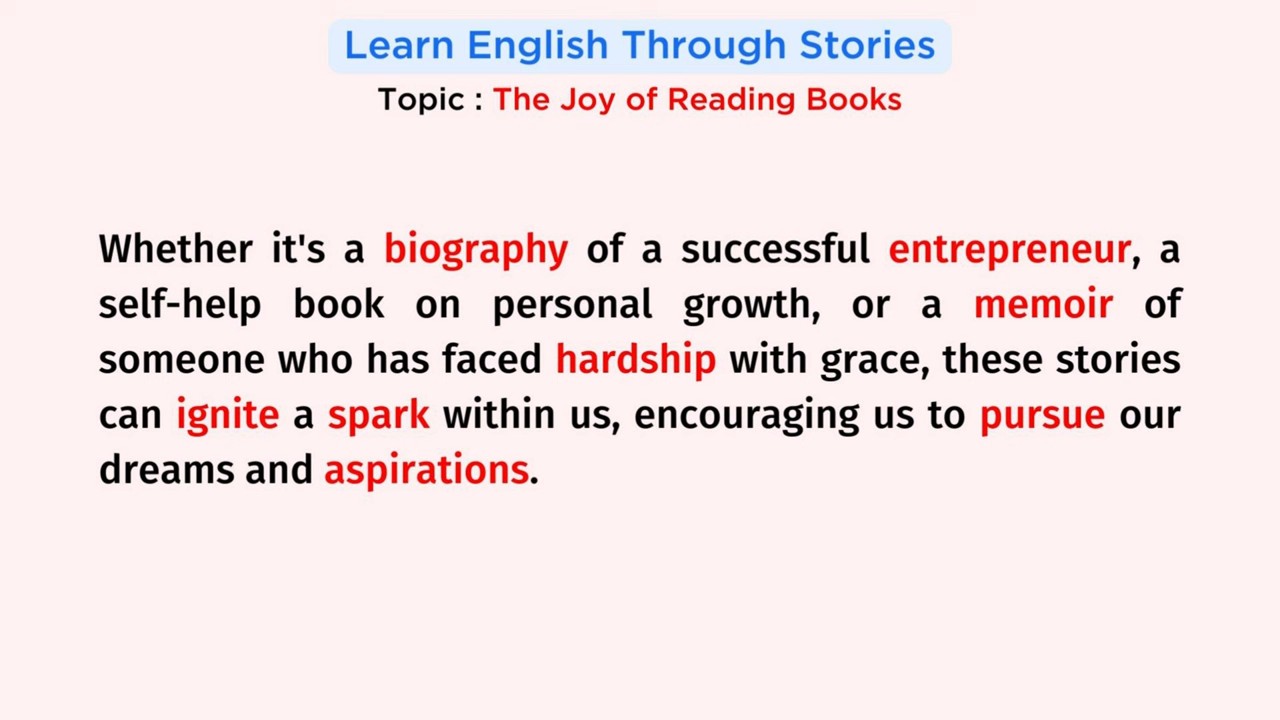 Learn English Through Stories
Topic : The Joy of Reading Books
Whether it's a biography of a successful entrepreneur, a
self-help book on personal growth, or a memoir of
someone who has faced hardship with grace, these stories
can ignite a spark within us, encouraging us to pursue our
dreams and aspirations.